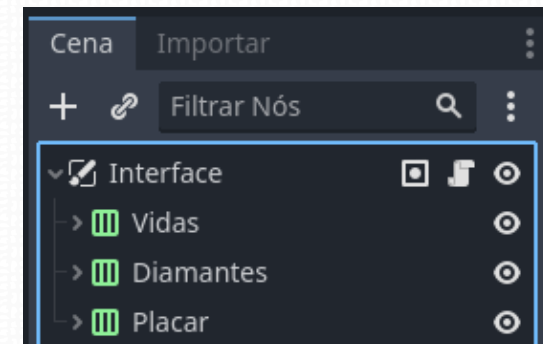 Cena Importar
Filtrar Nós
Interface
Vidas
Diamantes
Placar